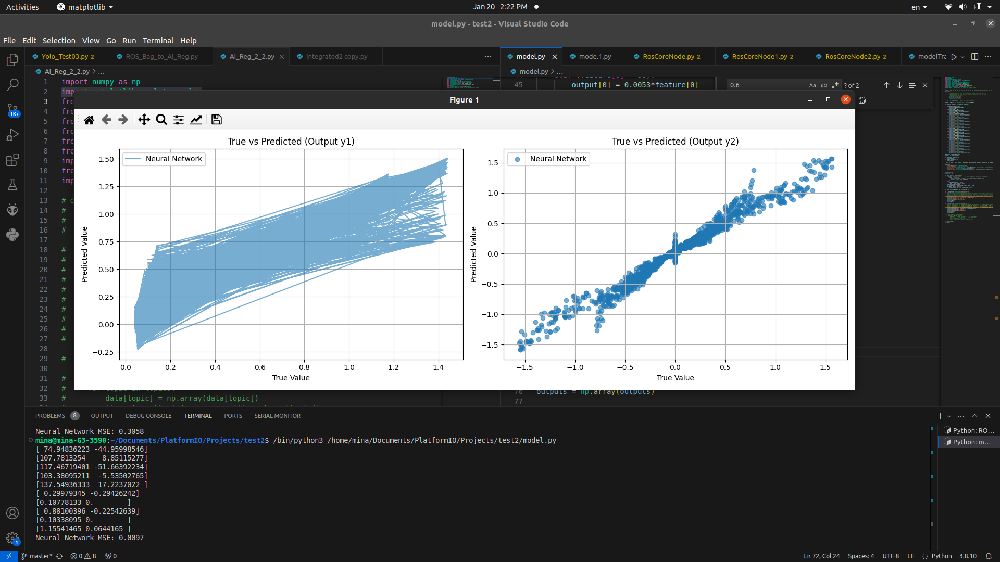 Activities matplotlib Jan 20 2:22 PM en
model.py - test2 - Visual Studio Code
File Edit Selection View Go Run Terminal Help
Yolo_Test03.py 2 ROS_Bag_to_AI_Reg.py AI_Reg_2_2.py Integrated2 copy.py ... model.py mode.1.py RosCoreNode.py 2 RosCoreNode1.py 2 RosCoreNode2.py 2 modelTra ...
AI_Reg_2_2.py > ... model.py > ...
1 import numpy as np
45 output[0] = 0.0053*feature[0]
0.6 Aa ab ? of 2
2
3 fro
4 fro
5 fro
6 fro
7 fro
8 fro
9 imp
10 fro
11 imp
12
13 # d
14 #
15 #
16 #
17
18 #
19 #
20 #
21 #
22 #
23 #
24 #
25 #
26 #
27 #
28
29 #
30
31 #
32 #
33 # data[topic] = np.array(data[topic])
76 outputs = np.array(outputs)
77
1K+
Figure 1
True vs Predicted (Output y1)
Neural Network
1.50
1.25
1.00
0.75
0.50
0.25
0.00
−0.25
Predicted Value
0.0 0.2 0.4 0.6 0.8 1.0 1.2 1.4
True Value
True vs Predicted (Output y2)
Neural Network
1.5
1.0
0.5
0.0
−0.5
−1.0
−1.5
Predicted Value
−1.5 −1.0 −0.5 0.0 0.5 1.0 1.5
True Value
PROBLEMS 8 OUTPUT DEBUG CONSOLE TERMINAL PORTS SERIAL MONITOR
Neural Network MSE: 0.3058
mina@mina-G3-3590:~/Documents/PlatformIO/Projects/test2$ /bin/python3 /home/mina/Documents/PlatformIO/Projects/test2/model.py
[ 74.94836223 -44.95998546]
[107.7813254    8.85115277]
[117.46719401 -51.66392234]
[103.38095211  -5.53502765]
[137.54936333  17.2237022 ]
[ 0.29979345 -0.29426242]
[0.10778133 0.        ]
[ 0.88100396 -0.22542639]
[0.10338095 0.        ]
[1.15541465 0.0644165 ]
Neural Network MSE: 0.0097
Python: RO...
Python: m...
1
master* 0 8 0 Ln 72, Col 24 Spaces: 4 UTF-8 LF { } Python 3.8.10